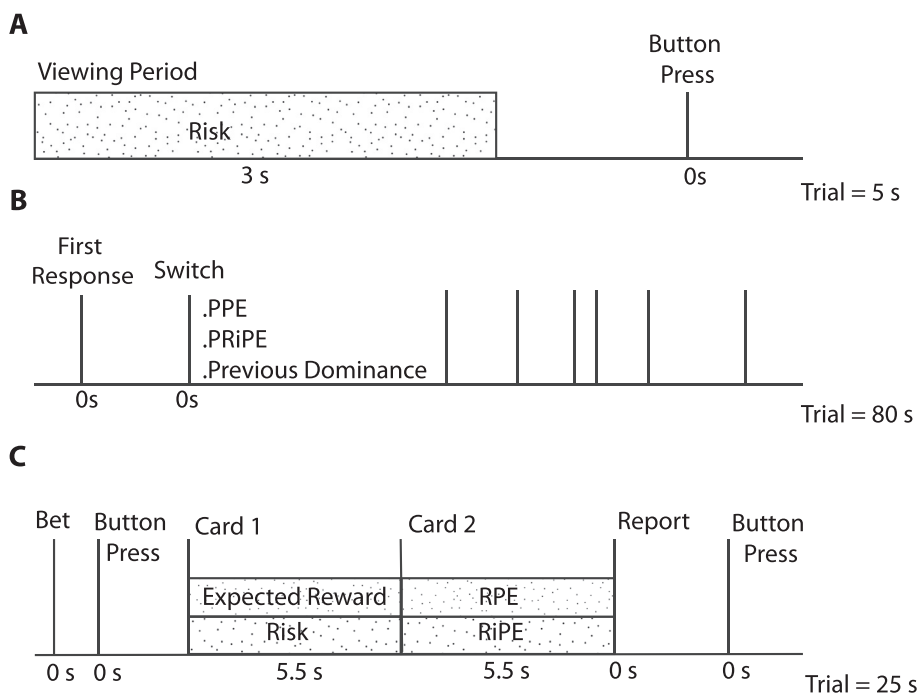 A
Button
Press
Viewing Period
Risk
3 s
0s
Trial = 5 s
B
First
Response
Switch
.PPE
.PRiPE
.Previous Dominance
0s
0s
Trial = 80 s
C
Bet
Button
Press
Card 1
Card 2
Report
Button
Press
Expected Reward
RPE
Risk
RiPE
0 s
0 s
5.5 s
5.5 s
0 s
0 s
Trial = 25 s